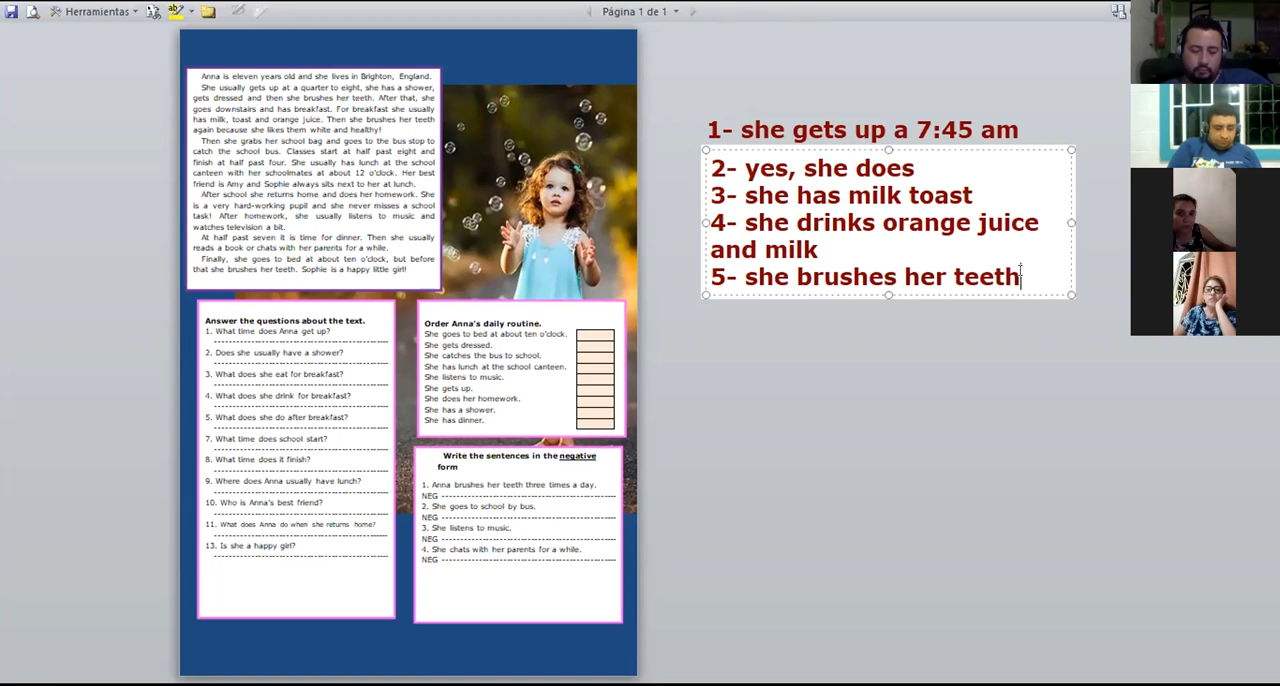 Herramientas
ab
Página 1 de 1
Anna is eleven years old and she lives in Brighton, England.
She usually gets up at a quarter to eight, she has a shower,
gets dressed and then she brushes her teeth. After that, she
goes downstairs and has breakfast. For breakfast she usually
has milk, toast and orange juice. Then she brushes her teeth
again because she likes them white and healthy!
Then she grabs her school bag and goes to the bus stop to
catch the school bus. Classes start at half past eight and
finish at half past four. She usually has lunch at the school
canteen with her schoolmates at about 12 o'clock. Her best
friend is Amy and Sophie always sits next to her at lunch.
After school she returns home and does her homework. She
is a very hard-working pupil and she never misses a school
task! After homework, she usually listens to music and
watches television a bit.
At half past seven it is time for dinner. Then she usually
reads a book or chats with her parents for a while.
Finally, she goes to bed at about ten o'clock, but before
that she brushes her teeth. Sophie is a happy little girl!
Answer the questions about the text.
1. What time does Anna get up?
2. Does she usually have a shower?
3. What does she eat for breakfast?
4. What does she drink for breakfast?
5. What does she do after breakfast?
7. What time does school start?
8. What time does it finish?
9. Where does Anna usually have lunch?
10. Who is Anna's best friend?
11. What does Anna do when she returns home?
13. Is she a happy girl?
Order Anna's daily routine.
She goes to bed at about ten o'clock.
She gets dressed.
She catches the bus to school.
She has lunch at the school canteen.
She listens to music.
She gets up.
She does her homework.
She has a shower.
She has dinner.
Write the sentences in the negative
form
1. Anna brushes her teeth three times a day.
NEG
2. She goes to school by bus.
NEG
3. She listens to music.
NEG
4. She chats with her parents for a while.
NEG
1- she gets up a 7:45 am
2- yes, she does
3- she has milk toast
4- she drinks orange juice
and milk
5- she brushes her teeth